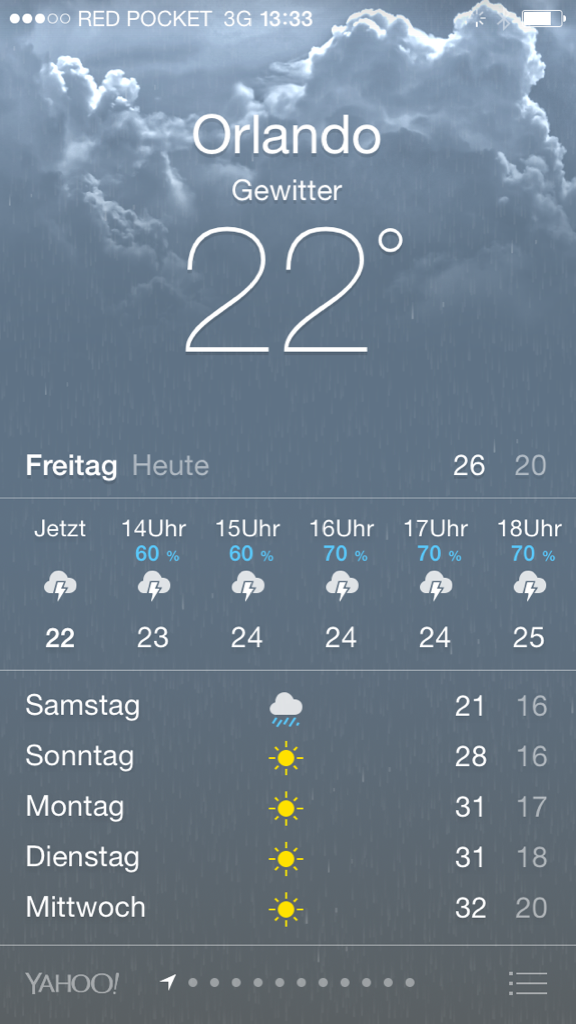 RED POCKET 3G 13:33
Orlando
Gewitter
22°
Freitag Heute 26 20
Jetzt 14Uhr 15Uhr 16Uhr 17Uhr 18Uhr
60 % 60 % 70 % 70 % 70 %
22 23 24 24 24 25
Samstag 21 16
Sonntag 28 16
Montag 31 17
Dienstag 31 18
Mittwoch 32 20
YAHOO!